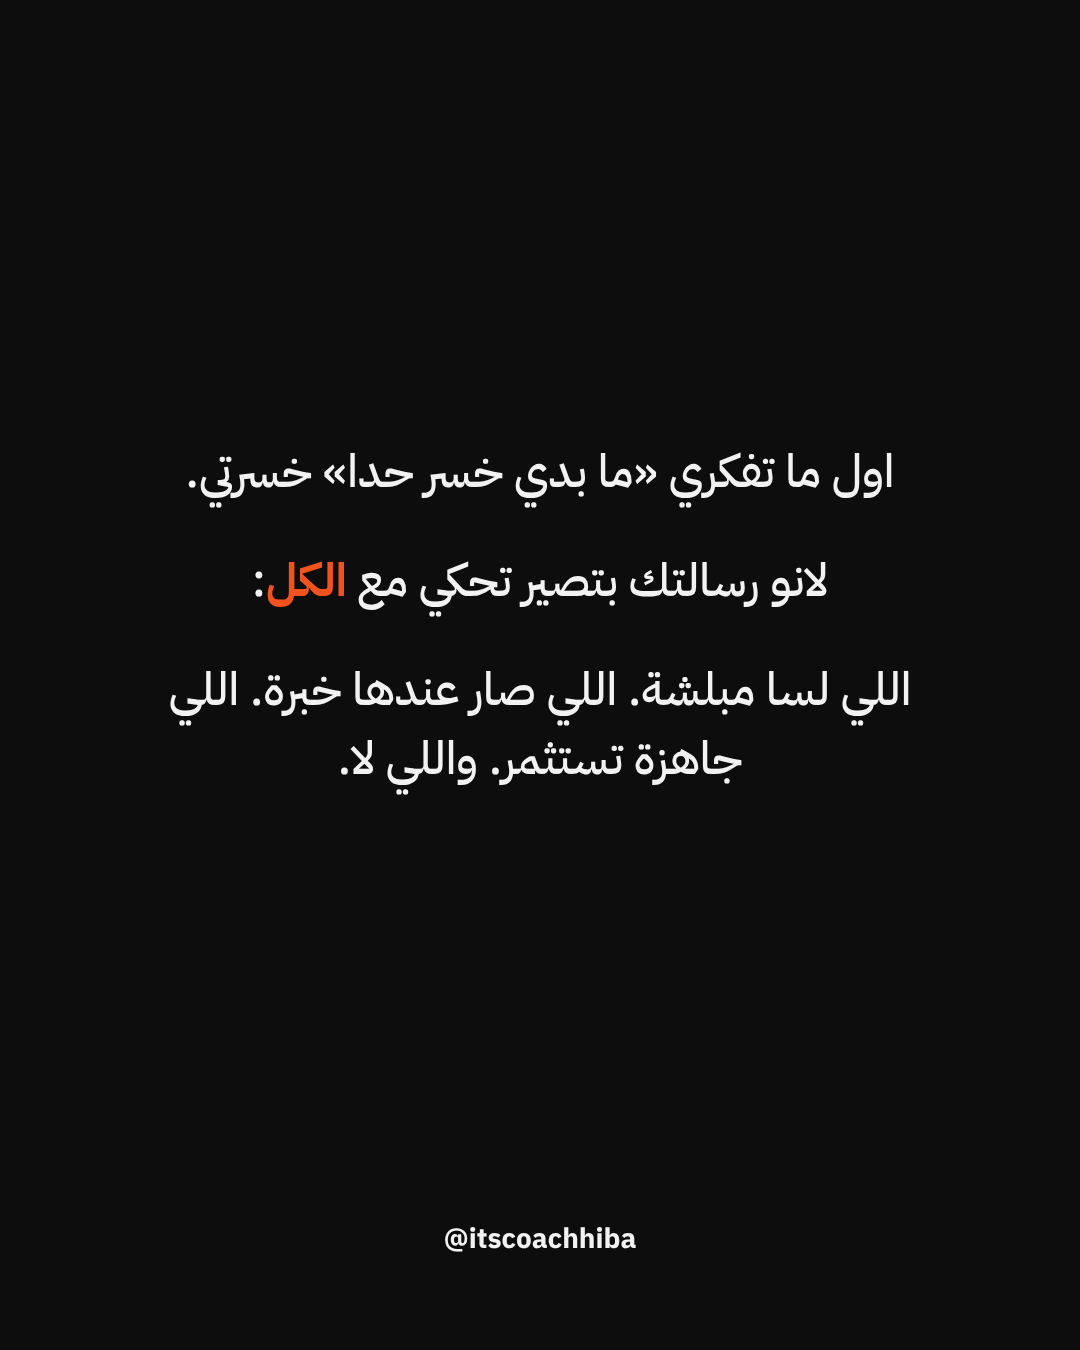 اول ما تفكري «ما بدي خسر حدا» خسرتي.
لانو رسالتك بتصير تحكي مع الكل:
اللي لسا مبلشة. اللي صار عندها خبرة. اللي
جاهزة تستثمر. واللي لا.
@itscoachhiba